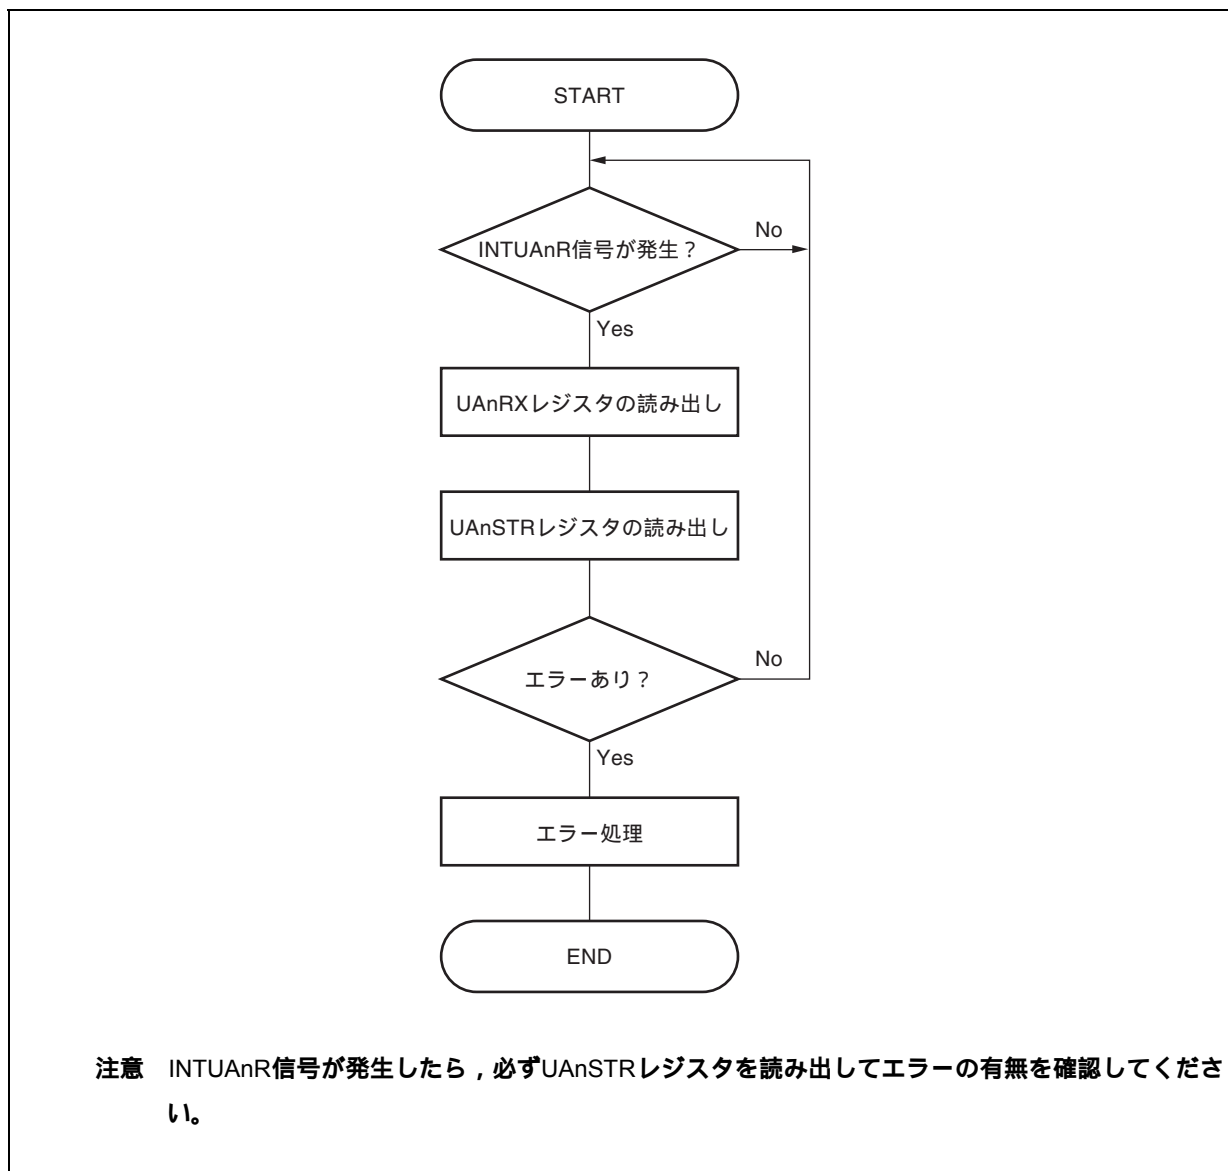 START
INTUAnR信号が発生？
No
Yes
UAnRXレジスタの読み出し
UAnSTRレジスタの読み出し
エラーあり？
No
Yes
エラー処理
END
注意　INTUAnR信号が発生したら，必ずUAnSTRレジスタを読み出してエラーの有無を確認してくださ
い。